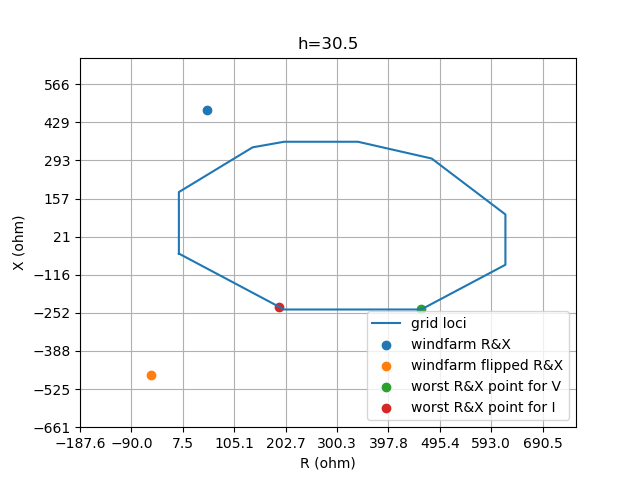 h=30.5
566
429
293
157
21
−116
−252
−388
−525
−661
X (ohm)
grid loci
windfarm R&X
windfarm flipped R&X
worst R&X point for V
worst R&X point for I
−187.6 −90.0 7.5 105.1 202.7 300.3 397.8 495.4 593.0 690.5
R (ohm)